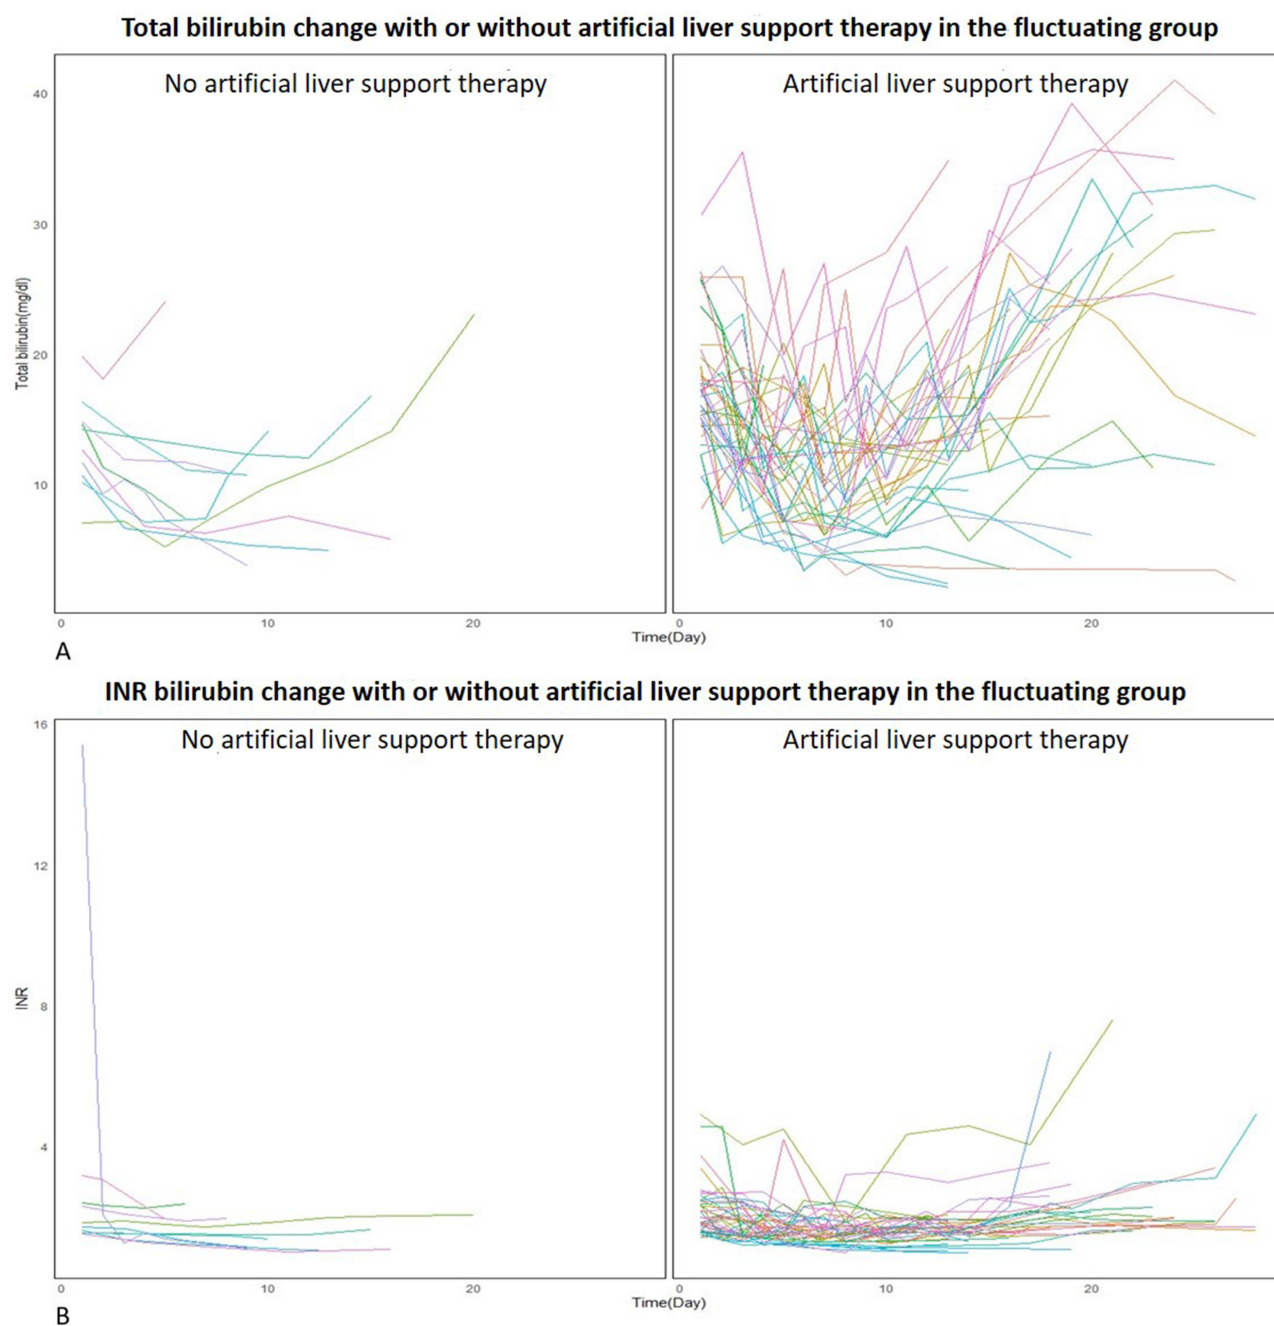 Total bilirubin change with or without artificial liver support therapy in the fluctuating group
No artificial liver support therapy
Artificial liver support therapy
40
30
20
10
Total bilirubin(mg/dl)
0
10
20
10
20
Time(Day)
A
INR bilirubin change with or without artificial liver support therapy in the fluctuating group
No artificial liver support therapy
Artificial liver support therapy
16
12
8
4
INR
0
10
20
0
10
20
Time(Day)
B